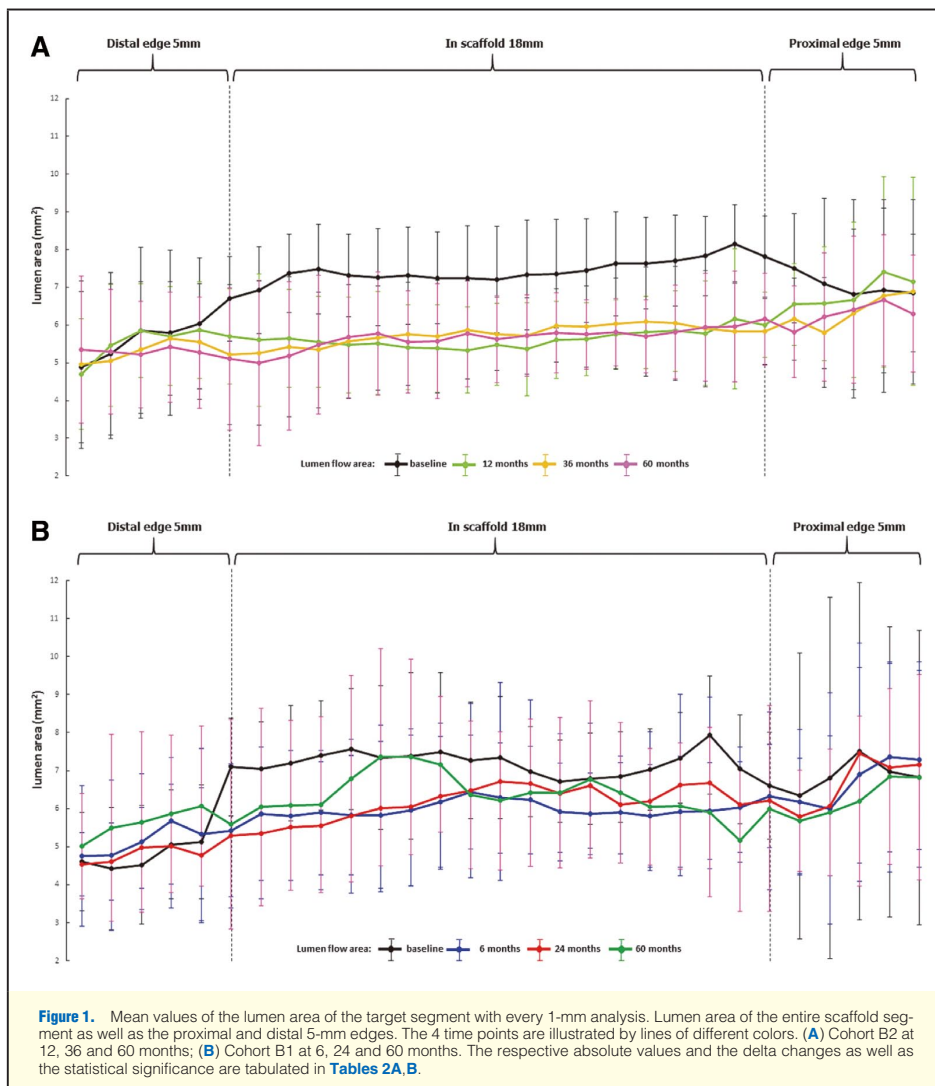 A
Distal edge 5mm
In scaffold 18mm
Proximal edge 5mm
12
11
10
9
8
7
6
5
4
3
2
lumen area (mm²)
Lumen flow area: baseline 12 months 36 months 60 months
B
Distal edge 5mm
In scaffold 18mm
Proximal edge 5mm
12
11
10
9
8
7
6
5
4
3
2
lumen area (mm²)
Lumen flow area: baseline 6 months 24 months 60 months
Figure 1. Mean values of the lumen area of the target segment with every 1-mm analysis. Lumen area of the entire scaffold seg-
ment as well as the proximal and distal 5-mm edges. The 4 time points are illustrated by lines of different colors. (A) Cohort B2 at
12, 36 and 60 months; (B) Cohort B1 at 6, 24 and 60 months. The respective absolute values and the delta changes as well as
the statistical significance are tabulated in Tables 2A,B.